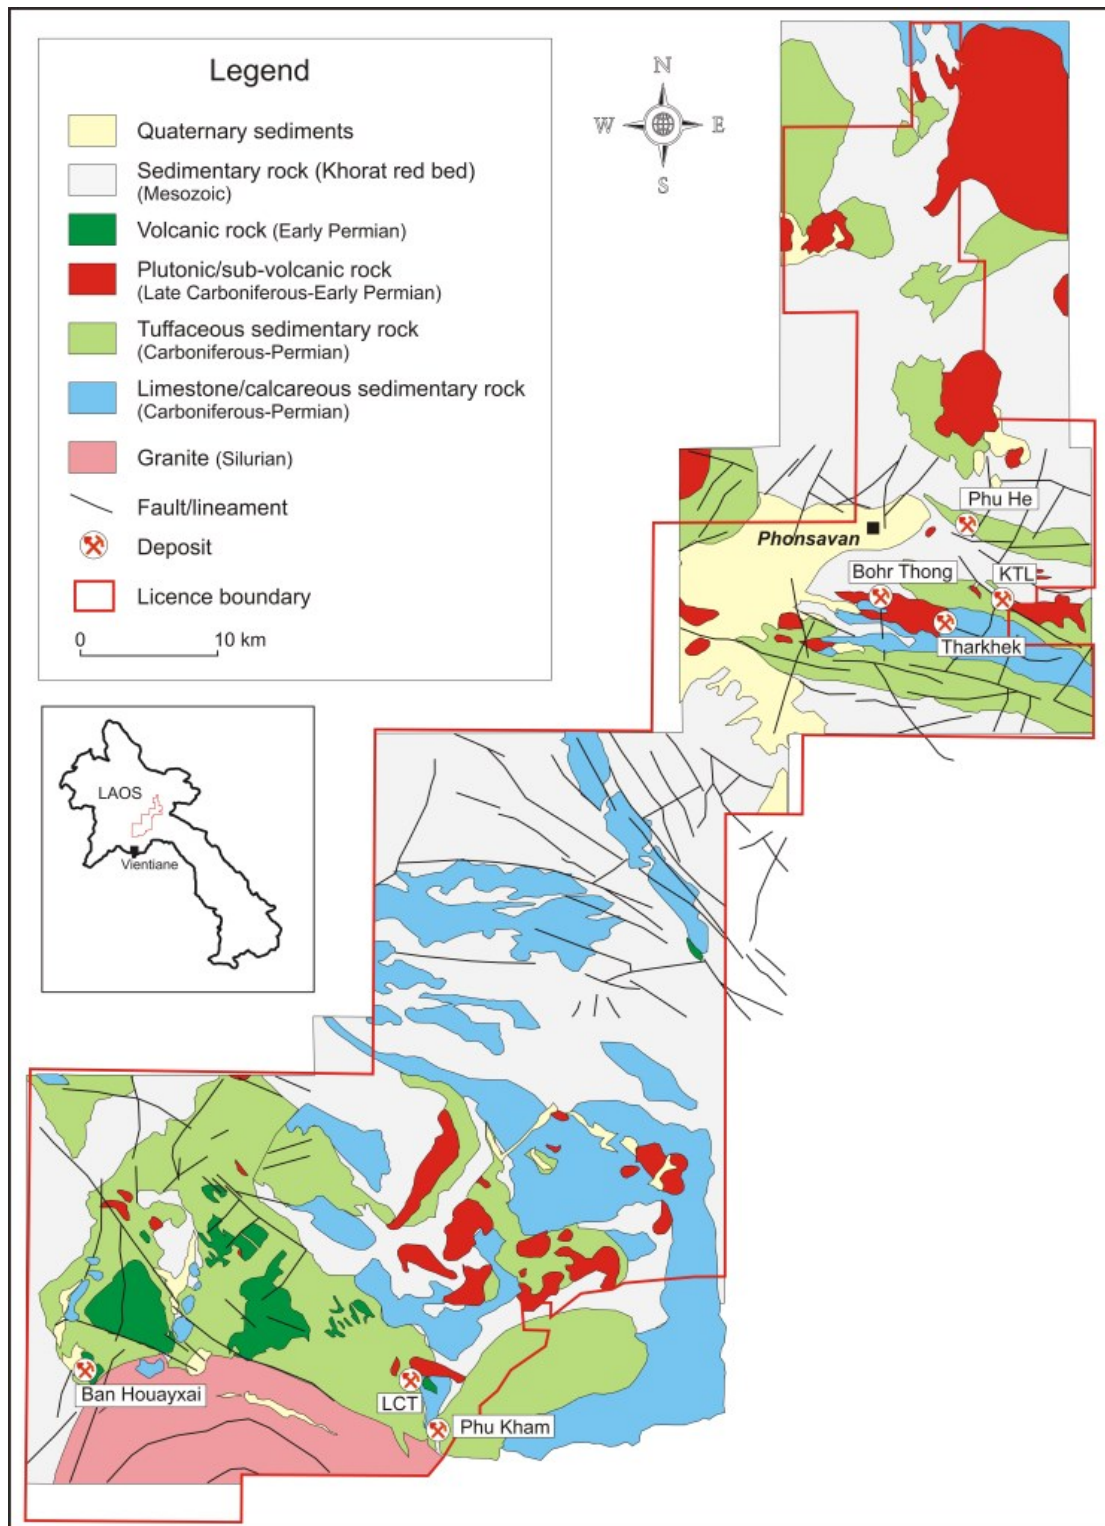 Legend
Quaternary sediments
Sedimentary rock (Khorat red bed)
(Mesozoic)
Volcanic rock (Early Permian)
Plutonic/sub-volcanic rock
(Late Carboniferous-Early Permian)
Tuffaceous sedimentary rock
(Carboniferous-Permian)
Limestone/calcareous sedimentary rock
(Carboniferous-Permian)
Granite (Silurian)
Fault/lineament
Deposit
Licence boundary
0 10 km
N
W E
S
Phu He
Phonsavan
Bohr Thong
KTL
Tharkhek
LAOS
Vientiane
Ban Houayxai
LCT
Phu Kham